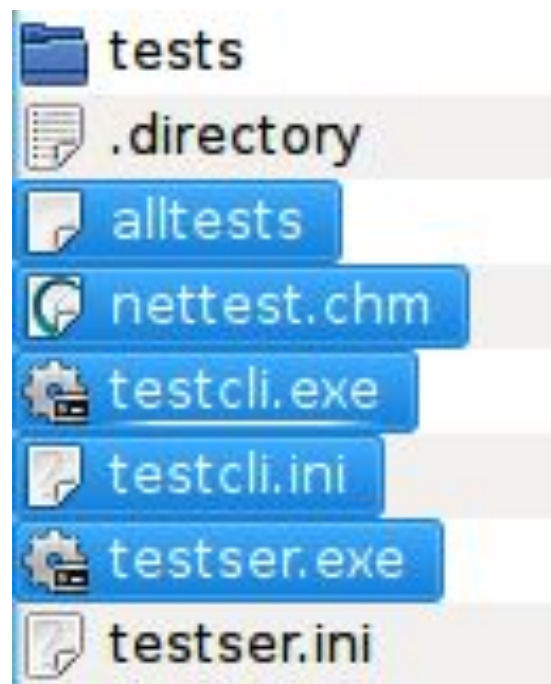 tests
.directory
alltests
nettest.chm
testcli.exe
testcli.ini
testser.exe
testser.ini